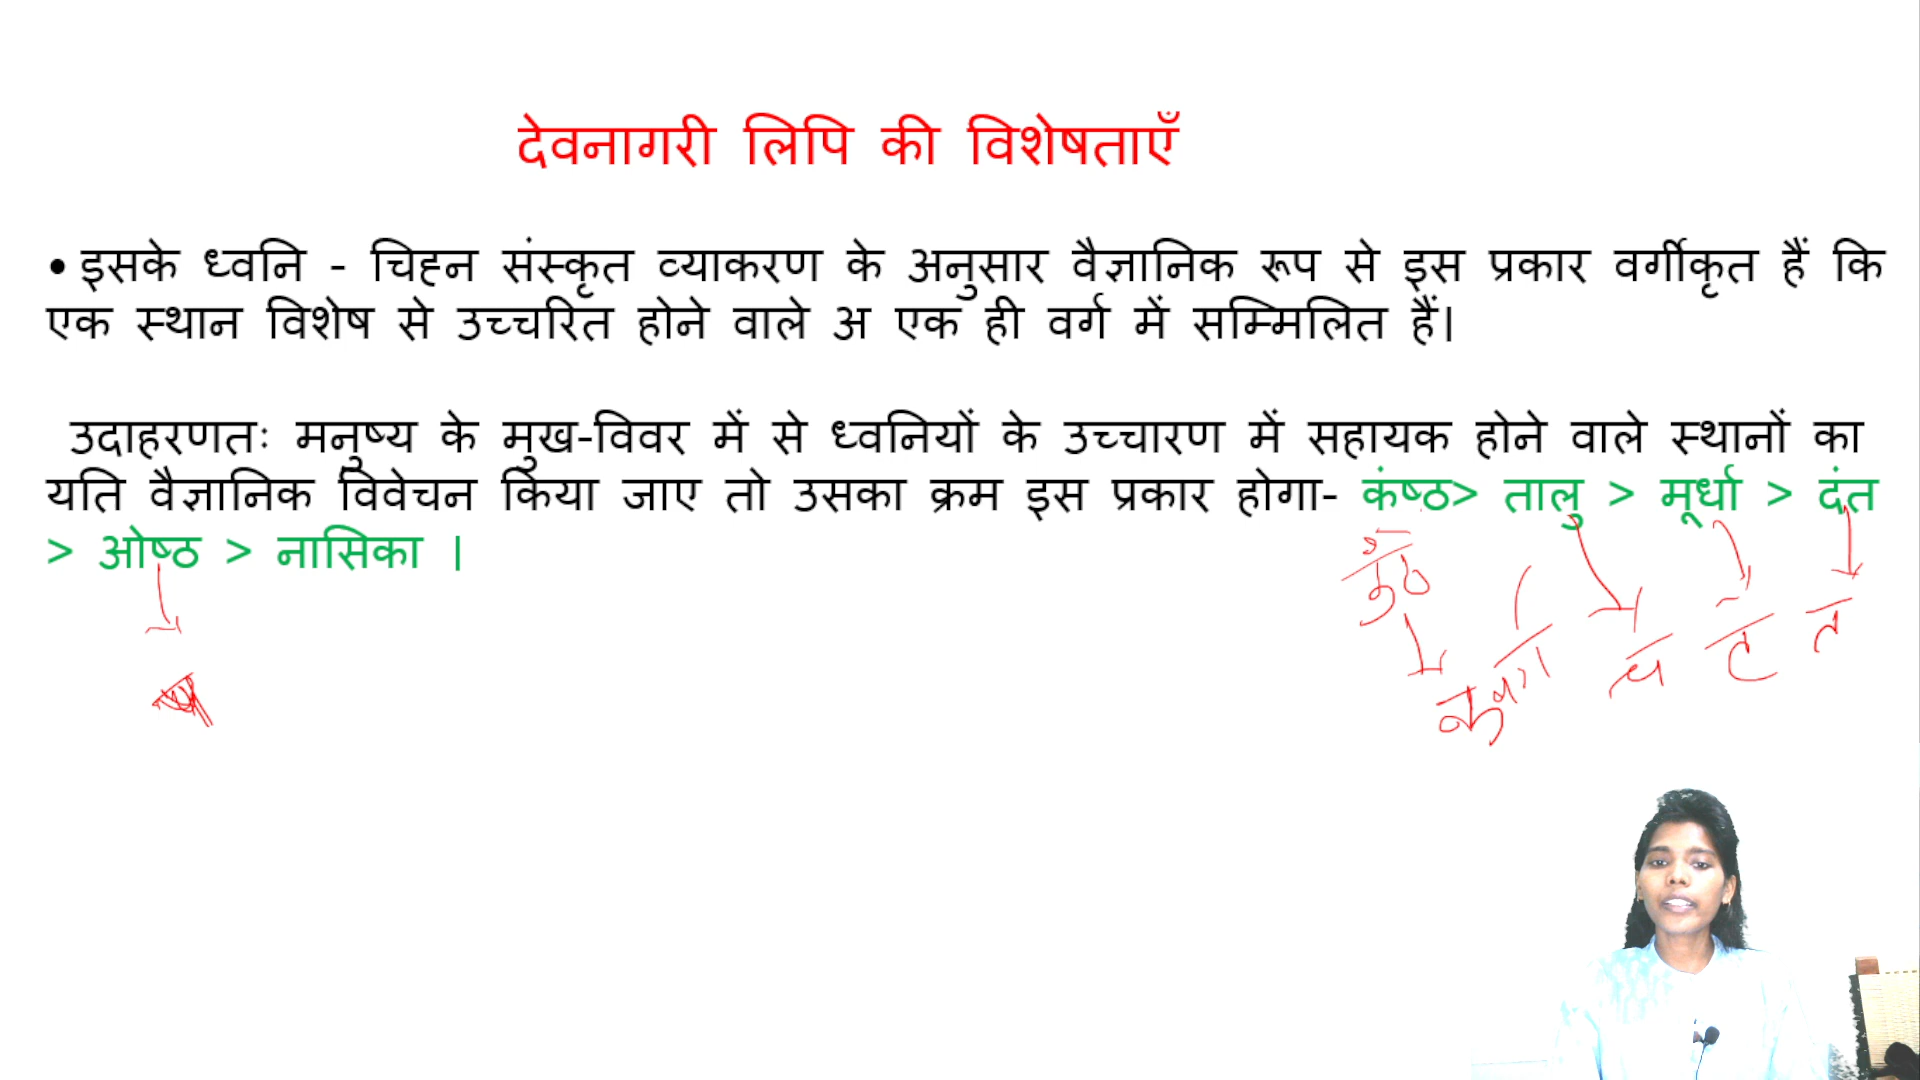 देवनागरी लिपि की विशेषताएँ
• इसके ध्वनि - चिह्न संस्कृत व्याकरण के अनुसार वैज्ञानिक रूप से इस प्रकार वर्गीकृत हैं कि
एक स्थान विशेष से उच्चरित होने वाले अ एक ही वर्ग में सम्मिलित हैं।
उदाहरणतः मनुष्य के मुख-विवर में से ध्वनियों के उच्चारण में सहायक होने वाले स्थानों का
यति वैज्ञानिक विवेचन किया जाए तो उसका क्रम इस प्रकार होगा- कंष्ठ> तालु > मूर्धा > दंत
> ओष्ठ > नासिका ।
कंठ
क वर्ग च ट त